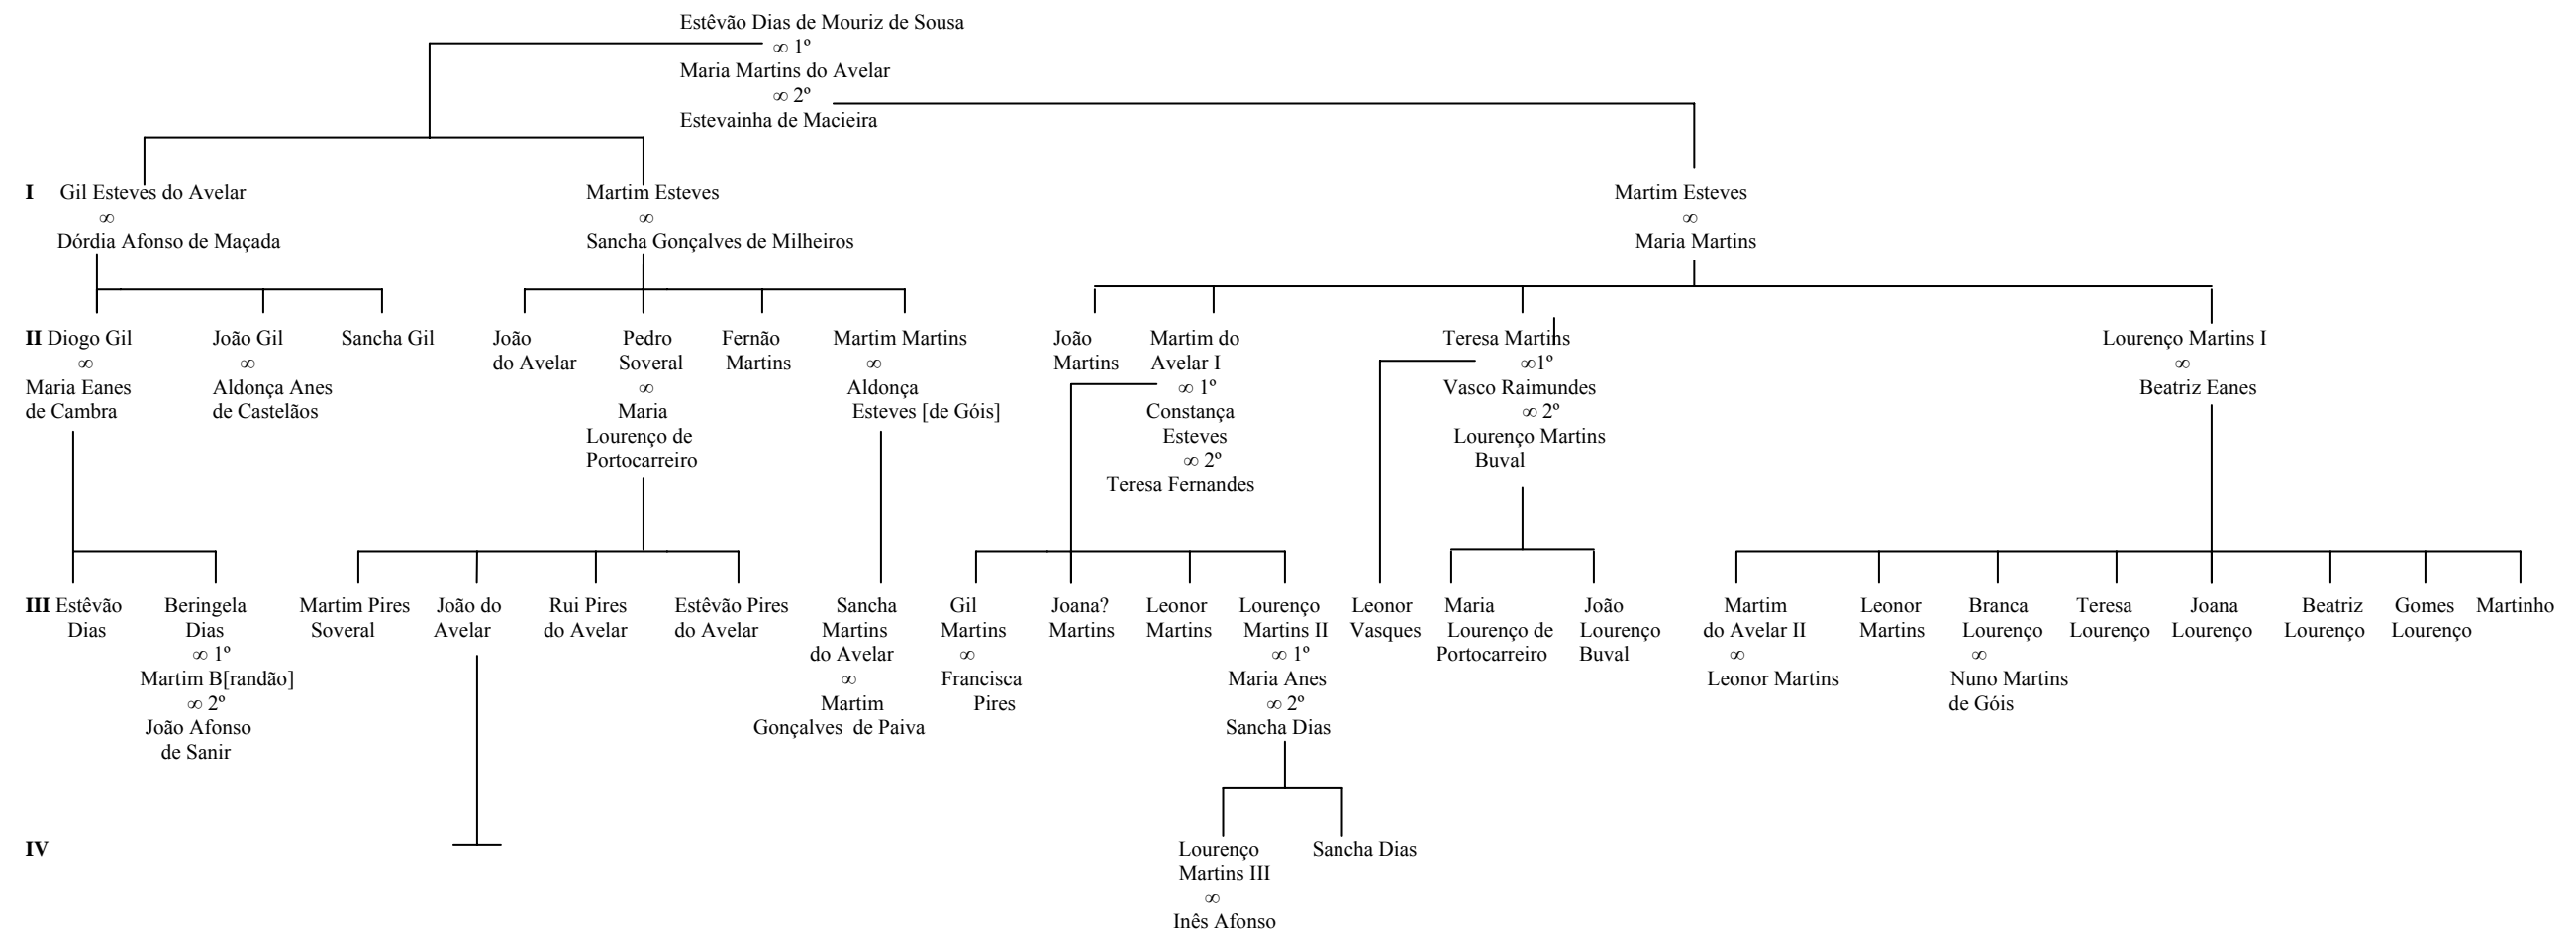 Estêvão Dias de Mouriz de Sousa
∞ 1º
Maria Martins do Avelar
∞ 2º
Estevainha de Macieira
I Gil Esteves do Avelar
∞
Dórdia Afonso de Maçada
Martim Esteves
∞
Sancha Gonçalves de Milheiros
Martim Esteves
∞
Maria Martins
II Diogo Gil
∞
Maria Eanes
de Cambra
João Gil
∞
Aldonça Anes
de Castelãos
Sancha Gil
João
do Avelar
Pedro
Soveral
∞
Maria
Lourenço de
Portocarreiro
Fernão
Martins
Martim Martins
∞
Aldonça
Esteves [de Góis]
João
Martins
Martim do
Avelar I
∞ 1º
Constança
Esteves
∞ 2º
Teresa Fernandes
Teresa Martins
∞1º
Vasco Raimundes
∞ 2º
Lourenço Martins
Buval
Lourenço Martins I
∞
Beatriz Eanes
III Estêvão
Dias
Beringela
Dias
∞ 1º
Martim B[randão]
∞ 2º
João Afonso
de Sanir
Martim Pires
Soveral
João do
Avelar
Rui Pires
do Avelar
Estêvão Pires
do Avelar
Sancha
Martins
do Avelar
∞
Martim
Gonçalves de Paiva
Gil
Martins
∞
Francisca
Pires
Joana?
Martins
Leonor
Martins
Lourenço
Martins II
∞ 1º
Maria Anes
∞ 2º
Sancha Dias
Leonor
Vasques
Maria
Lourenço de
Portocarreiro
João
Lourenço
Buval
Martim
do Avelar II
∞
Leonor Martins
Leonor
Martins
Branca
Lourenço
∞
Nuno Martins
de Góis
Teresa
Lourenço
Joana
Lourenço
Beatriz
Lourenço
Gomes
Lourenço
Martinho
IV
Lourenço
Martins III
∞
Inês Afonso
Sancha Dias